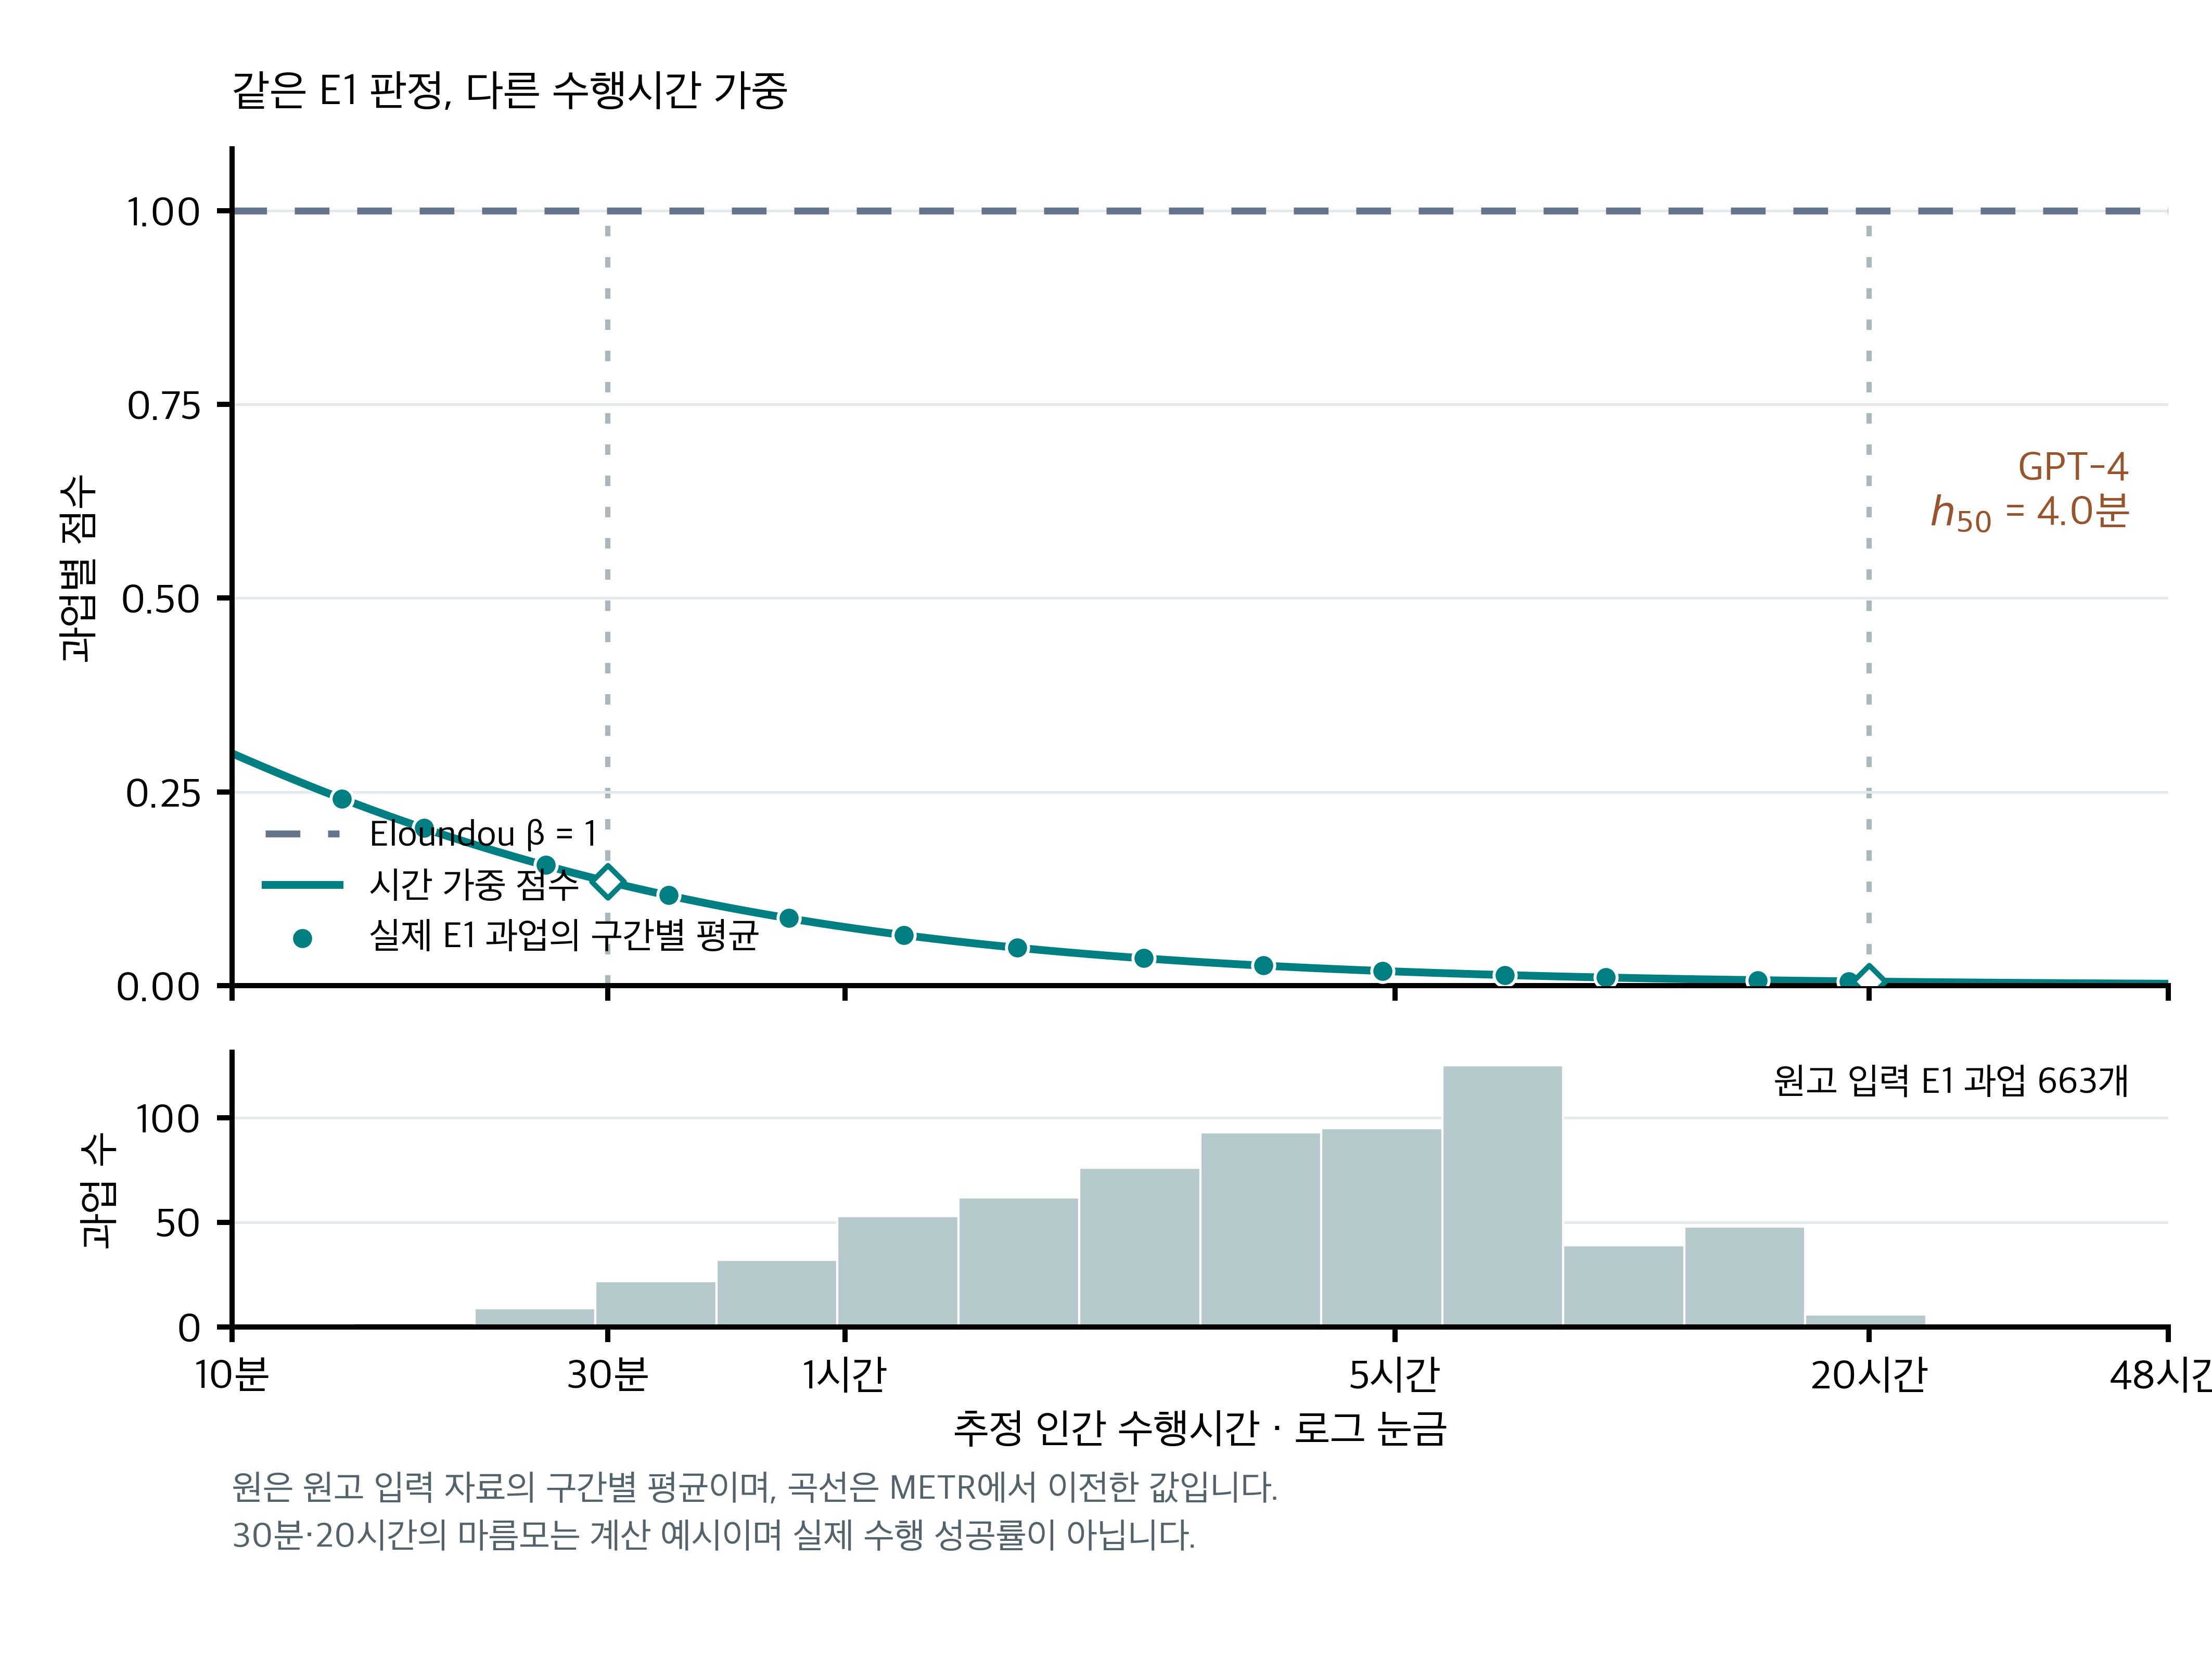 같은 E1 판정, 다른 수행시간 가중
1.00
0.75
0.50
0.25
0.00
과업별 점수
GPT-4
h50 = 4.0분
Eloundou β = 1
시간 가중 점수
실제 E1 과업의 구간별 평균
원고 입력 E1 과업 663개
100
50
0
과업 수
10분 30분 1시간 5시간 20시간 48시간
추정 인간 수행시간 · 로그 눈금
원은 원고 입력 자료의 구간별 평균이며, 곡선은 METR에서 이전한 값입니다.
30분·20시간의 마름모는 계산 예시이며 실제 수행 성공률이 아닙니다.